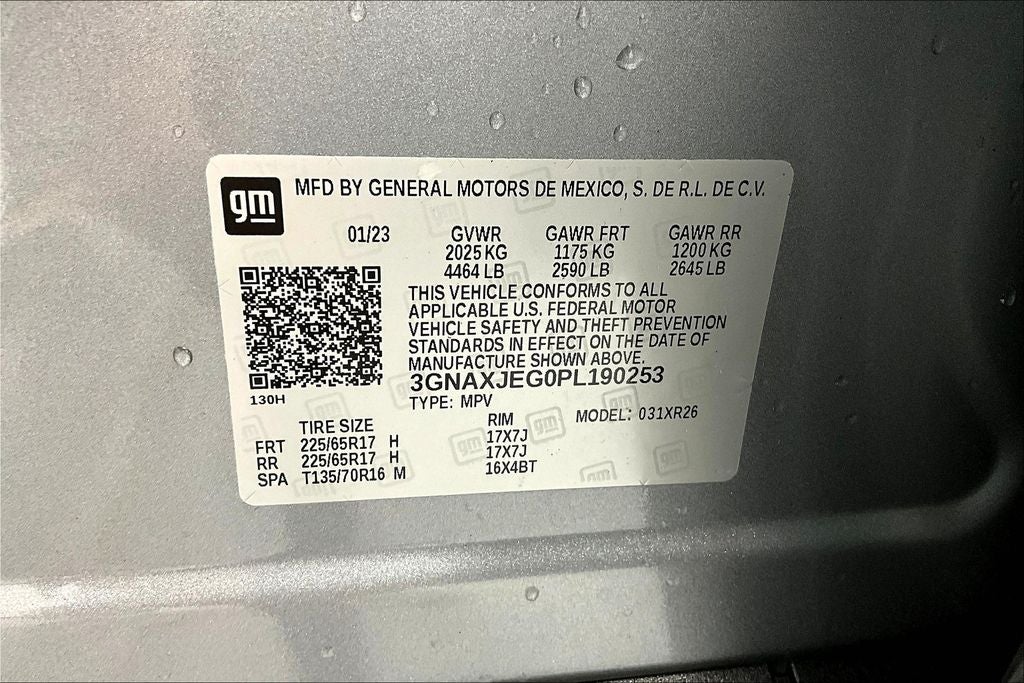 gm
MFD BY GENERAL MOTORS DE MEXICO, S. DE R.L. DE C.V.
01/23 GVWR GAWR FRT GAWR RR
2025 KG 1175 KG 1200 KG
4464 LB 2590 LB 2645 LB
THIS VEHICLE CONFORMS TO ALL
APPLICABLE U.S. FEDERAL MOTOR
VEHICLE SAFETY AND THEFT PREVENTION
STANDARDS IN EFFECT ON THE DATE OF
MANUFACTURE SHOWN ABOVE.
3GNAXJEG0PL190253
130H
TYPE: MPV
MODEL: 031XR26
TIRE SIZE RIM
FRT 225/65R17 H 17X7J
RR 225/65R17 H 17X7J
SPA T135/70R16 M 16X4BT